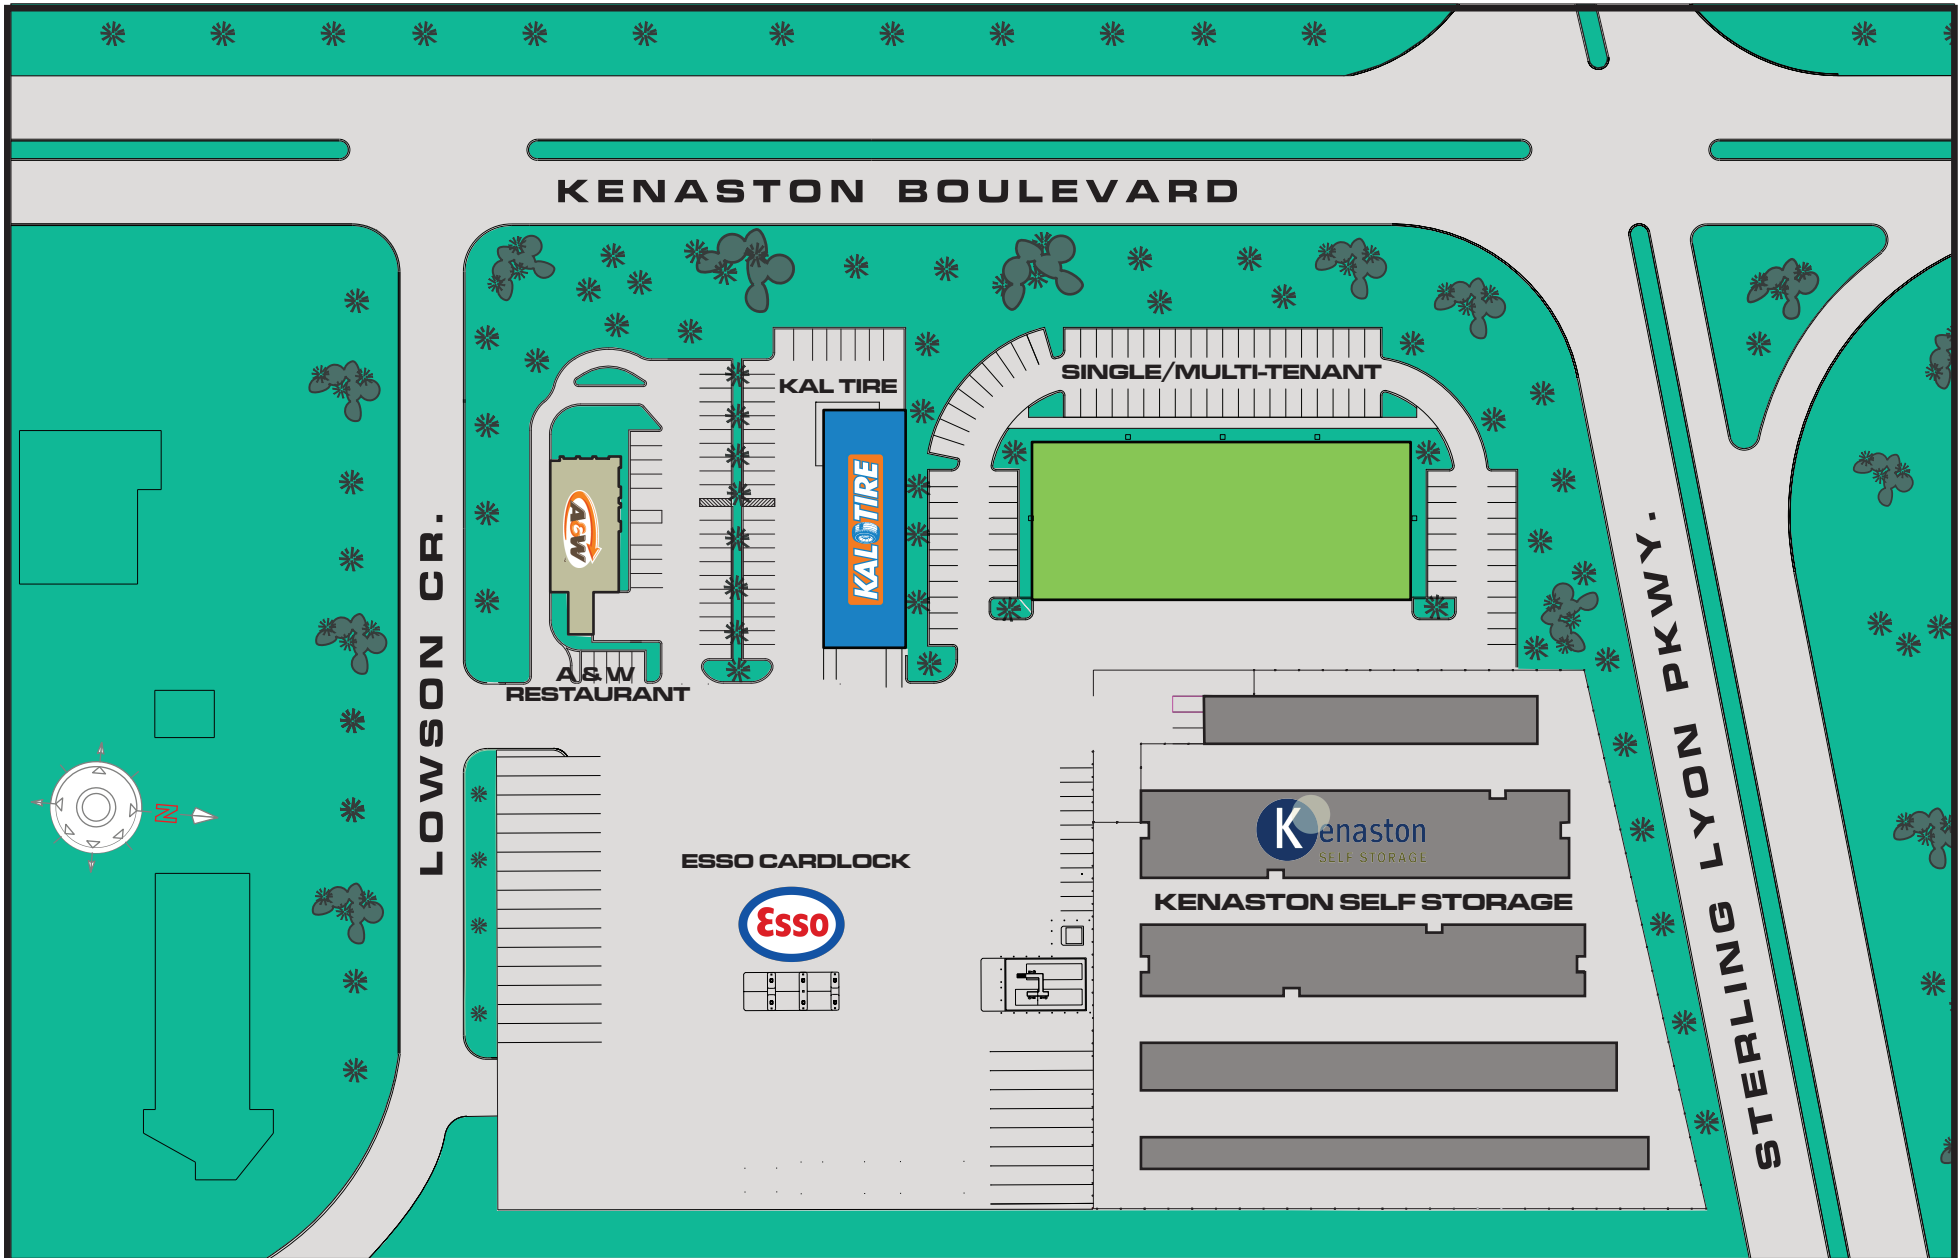 KENASTON BOULEVARD
KAL TIRE
SINGLE/MULTI-TENANT
KAL TIRE
A&W
A & W
RESTAURANT
LOWSON CR.
STERLING LYON PKWY.
N
ESSO CARDLOCK
Esso
Kenaston
SELF STORAGE
KENASTON SELF STORAGE